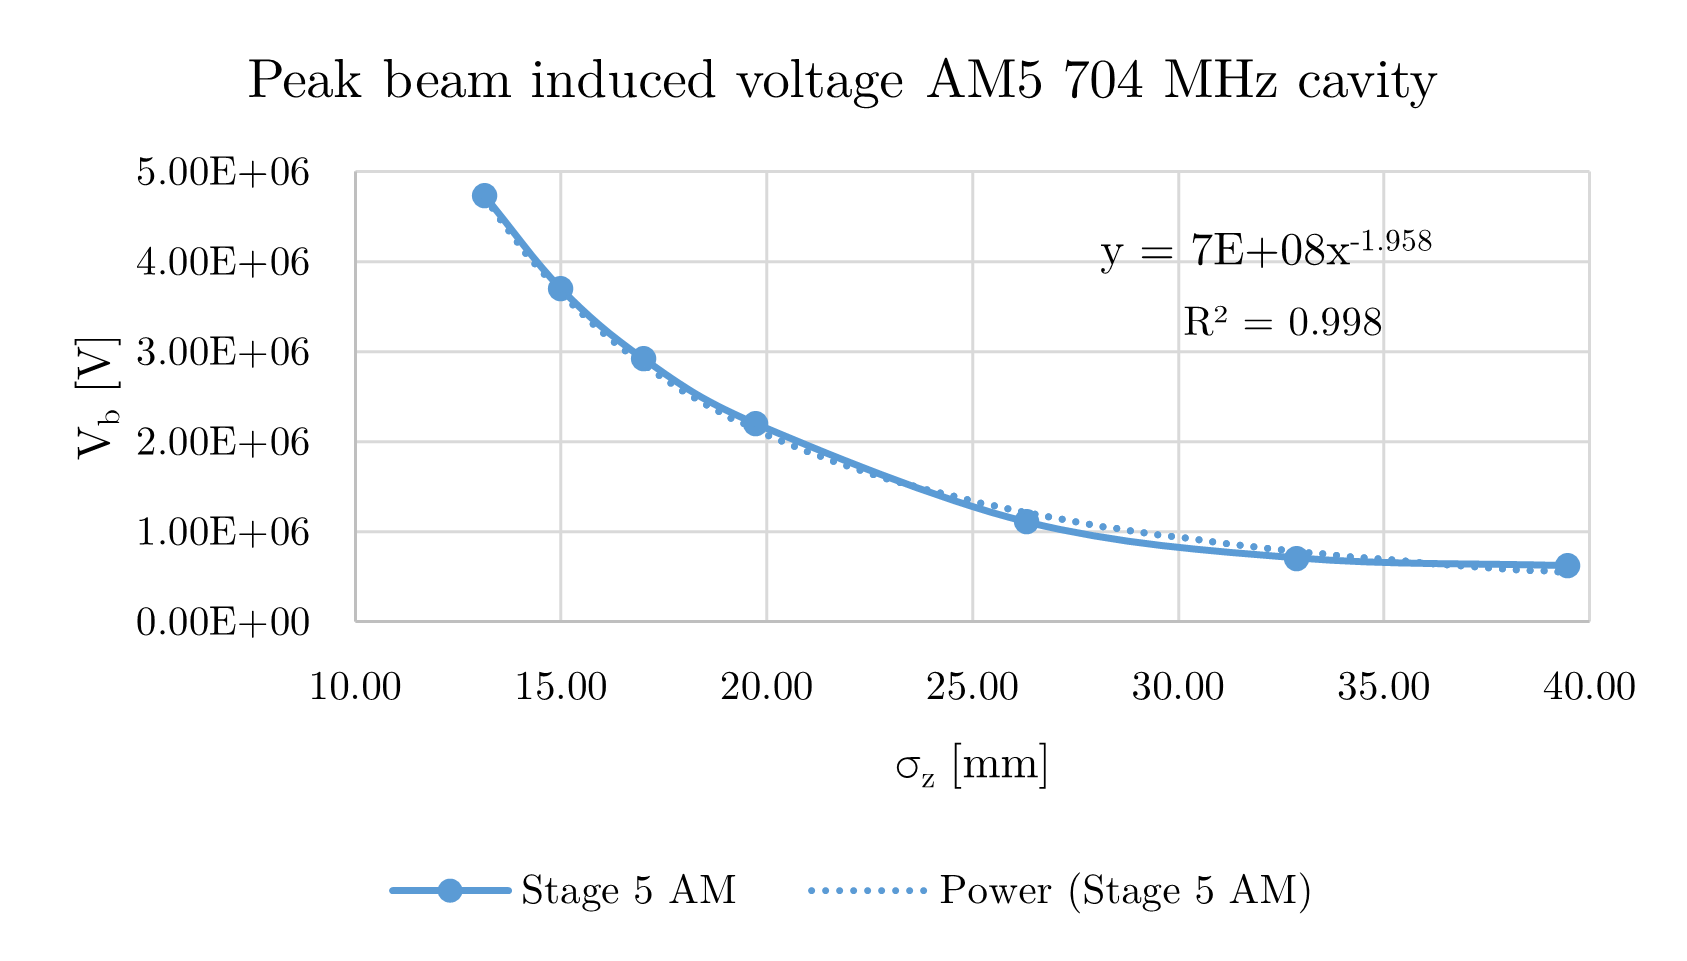 Peak beam induced voltage AM5 704 MHz cavity
5.00E+06
4.00E+06
3.00E+06
2.00E+06
1.00E+06
0.00E+00
V_b [V]
y = 7E+08x^-1.958
R² = 0.998
10.00 15.00 20.00 25.00 30.00 35.00 40.00
σ_z [mm]
Stage 5 AM Power (Stage 5 AM)